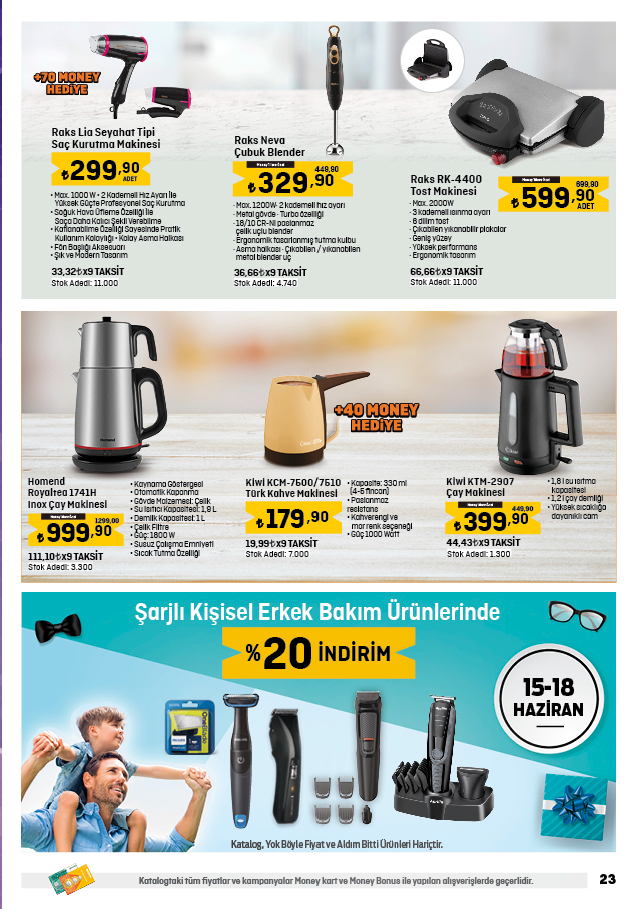 +70 MONEY
HEDİYE
Raks Lia Seyahat Tipi
Saç Kurutma Makinesi
₺299,90
ADET
• Max. 1000 W • 2 Kademeli Hız Ayarı İle
Yüksek Güçte Profesyonel Saç Kurutma
• Soğuk Hava Üfleme Özelliği İle
Saça Daha Kalıcı Şekil Verebilme
• Katlanabilme Özelliği Sayesinde Pratik
Kullanım Kolaylığı • Kolay Asma Halkası
• Fön Başlığı Aksesuarı
• Şık ve Modern Tasarım
33,32₺x9 TAKSİT
Stok Adedi: 11.000
Raks Neva
Çubuk Blender
449,90
₺329,90
• Max. 1200W• 2 kademeli hız ayarı
• Metal gövde • Turbo özelliği
• 18/10 CR-Ni paslanmaz
çelik uçlu blender
• Ergonomik tasarlanmış tutma kulbu
• Asma halkası • Çıkabilen / yıkanabilen
metal blender uç
36,66₺x9 TAKSİT
Stok Adedi: 4.740
Raks RK-4400
Tost Makinesi
699,90
₺599,90
ADET
• Max. 2000W
• 3 kademeli ısınma ayarı
• 6 dilim tost
• Çıkabilen yıkanabilir plakalar
• Geniş yüzey
• Yüksek performans
• Ergonomik tasarım
66,66₺x9 TAKSİT
Stok Adedi: 11.000
Homend
Royaltea 1741H
Inox Çay Makinesi
1299,00
₺999,90
111,10₺x9 TAKSİT
Stok Adedi: 3.300
• Kaynama Göstergesi
• Otomatik Kapanma
• Gövde Malzemesi: Çelik
• Su Isıtıcı Kapasitesi: 1,9 L
• Demlik Kapasitesi: 1 L
• Çelik Filtre
• Güç: 1800 W
• Susuz Çalışma Emniyeti
• Sıcak Tutma Özelliği
+40 MONEY
HEDİYE
Kiwi KCM-7500/7510
Türk Kahve Makinesi
₺179,90
19,99₺x9 TAKSİT
Stok Adedi: 7.000
• Kapasite: 330 ml
(4-5 fincan)
• Paslanmaz
resistans
• Kahverengi ve
mor renk seçeneği
• Güç 1000 Watt
Kiwi KTM-2907
Çay Makinesi
449,90
₺399,90
44,43₺x9 TAKSİT
Stok Adedi: 1.300
• 1,8 l su ısıtma
kapasitesi
• 1,2 l çay demliği
• Yüksek sıcaklığa
dayanıklı cam
Şarjlı Kişisel Erkek Bakım Ürünlerinde
%20 İNDİRİM
15-18
HAZİRAN
Katalog, Yok Böyle Fiyat ve Aldım Bitti Ürünleri Hariçtir.
Katalogtaki tüm fiyatlar ve kampanyalar Money kart ve Money Bonus ile yapılan alışverişlerde geçerlidir.
23